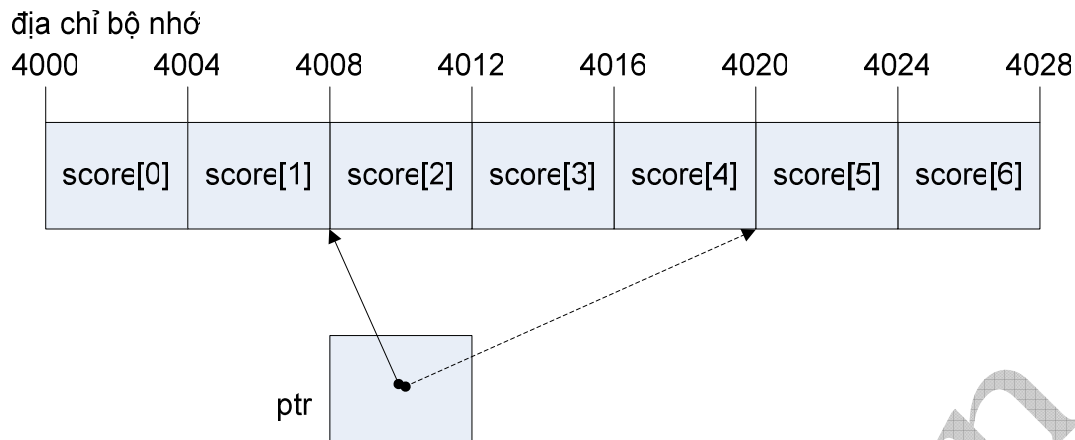 địa chỉ bộ nhớ
4000 4004 4008 4012 4016 4020 4024 4028
score[0] score[1] score[2] score[3] score[4] score[5] score[6]
ptr